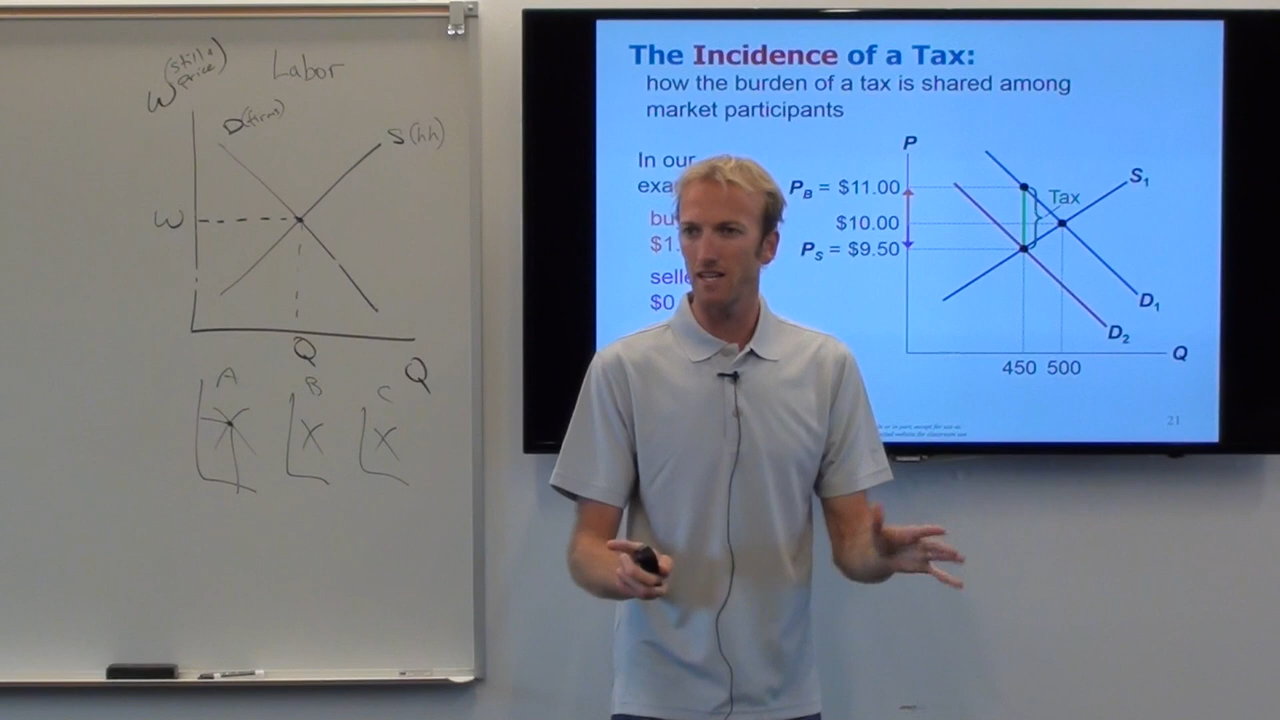 W (skill & price)
Labor
D(firms)
S(hh)
W
Q
Q
A
B
C
The Incidence of a Tax:
how the burden of a tax is shared among
market participants
In our
exa
bu
$1.
selle
$0
P
PB = $11.00
$10.00
PS = $9.50
Tax
S1
D1
D2
Q
450 500
21